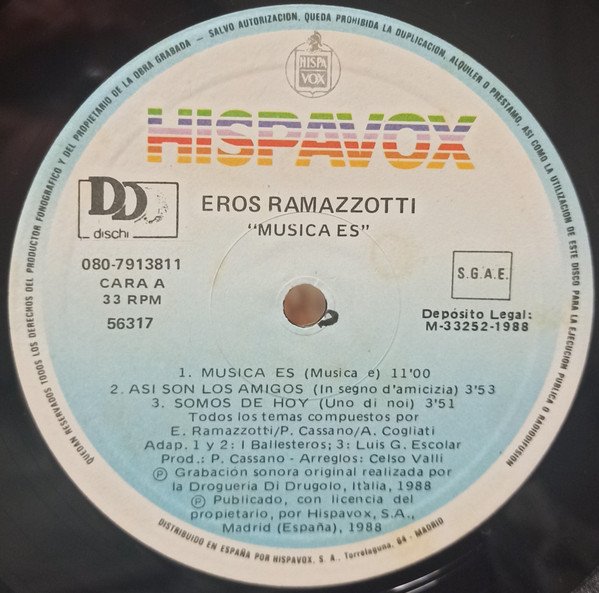 QUEDAN RESERVADOS TODOS LOS DERECHOS DEL PRODUCTOR FONOGRAFICO Y DEL PROPIETARIO DE LA OBRA GRABADA - SALVO AUTORIZACION, QUEDA PROHIBIDA LA DUPLICACION, ALQUILER O PRESTAMO, ASI COMO LA UTILIZACION DE ESTE DISCO PARA LA EJECUCION PUBLICA O RADIODIFUSION
HISPA
VOX
HISPAVOX
DD
dischi
EROS RAMAZZOTTI
"MUSICA ES"
080-7913811
CARA A
33 RPM
56317
S.G.A.E.
Depósito Legal:
M-33252-1988
1. MUSICA ES (Musica e) 11'00
2. ASI SON LOS AMIGOS (In segno d'amicizia) 3'53
3. SOMOS DE HOY (Uno di noi) 3'51
Todos los temas compuestos por
E. Ramazzotti/P. Cassano/A. Cogliati
Adap. 1 y 2: I Ballesteros; 3: Luis G. Escolar
Prod.: P. Cassano - Arreglos: Celso Valli
Ⓟ Grabación sonora original realizada por
la Drogueria Di Drugolo, Italia, 1988
Ⓟ Publicado, con licencia del
propietario, por Hispavox, S.A.,
Madrid (España), 1988
DISTRIBUIDO EN ESPAÑA POR HISPAVOX, S. A., Torrelaguna, 64 - MADRID